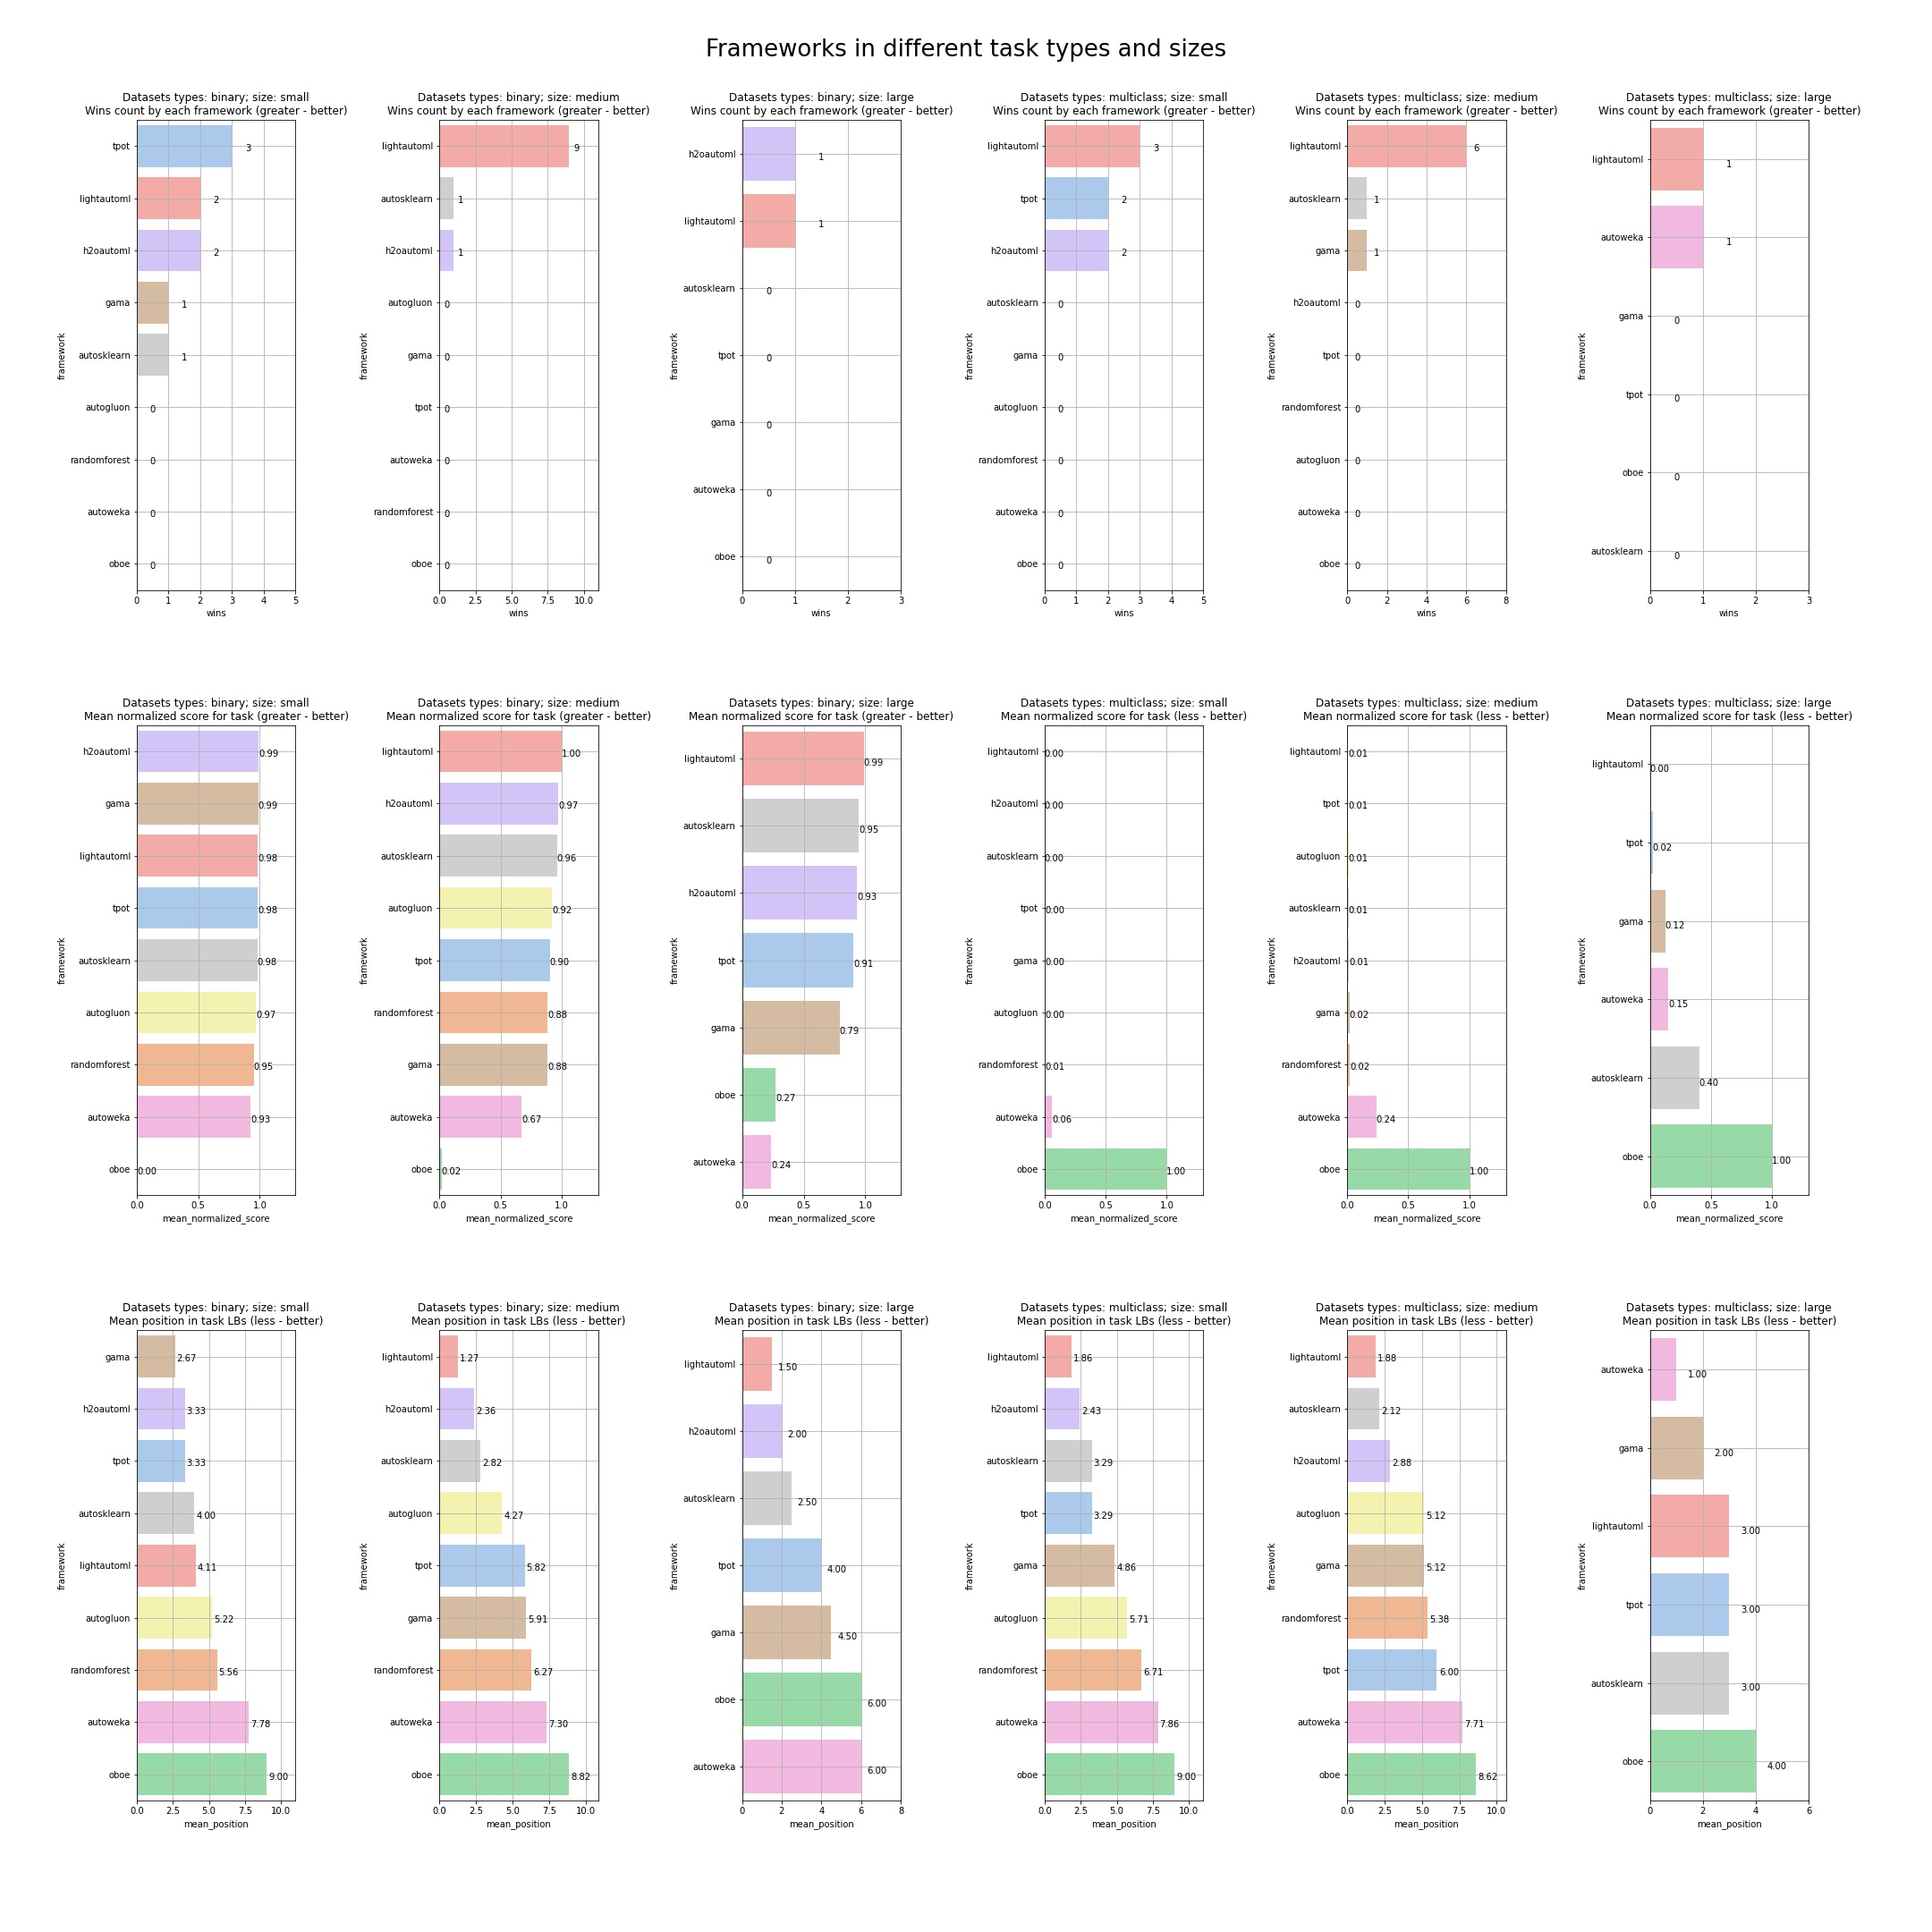 Frameworks in different task types and sizes
Datasets types: binary; size: small
Wins count by each framework (greater - better)
framework
tpot 3
lightautoml 2
h2oautoml 2
gama 1
autosklearn 1
autogluon 0
randomforest 0
autoweka 0
oboe 0
0 1 2 3 4 5
wins
Datasets types: binary; size: medium
Wins count by each framework (greater - better)
framework
lightautoml 9
autosklearn 1
h2oautoml 1
autogluon 0
gama 0
tpot 0
autoweka 0
randomforest 0
oboe 0
0.0 2.5 5.0 7.5 10.0
wins
Datasets types: binary; size: large
Wins count by each framework (greater - better)
framework
h2oautoml 1
lightautoml 1
autosklearn 0
tpot 0
gama 0
autoweka 0
oboe 0
0 1 2 3
wins
Datasets types: multiclass; size: small
Wins count by each framework (greater - better)
framework
lightautoml 3
tpot 2
h2oautoml 2
autosklearn 0
gama 0
autogluon 0
randomforest 0
autoweka 0
oboe 0
0 1 2 3 4 5
wins
Datasets types: multiclass; size: medium
Wins count by each framework (greater - better)
framework
lightautoml 6
autosklearn 1
gama 1
h2oautoml 0
tpot 0
randomforest 0
autogluon 0
autoweka 0
oboe 0
0 2 4 6 8
wins
Datasets types: multiclass; size: large
Wins count by each framework (greater - better)
framework
lightautoml 1
autoweka 1
gama 0
tpot 0
oboe 0
autosklearn 0
0 1 2 3
wins
Datasets types: binary; size: small
Mean normalized score for task (greater - better)
framework
h2oautoml 0.99
gama 0.99
lightautoml 0.98
tpot 0.98
autosklearn 0.98
autogluon 0.97
randomforest 0.95
autoweka 0.93
oboe 0.00
0.0 0.5 1.0
mean_normalized_score
Datasets types: binary; size: medium
Mean normalized score for task (greater - better)
framework
lightautoml 1.00
h2oautoml 0.97
autosklearn 0.96
autogluon 0.92
tpot 0.90
randomforest 0.88
gama 0.88
autoweka 0.67
oboe 0.02
0.0 0.5 1.0
mean_normalized_score
Datasets types: binary; size: large
Mean normalized score for task (greater - better)
framework
lightautoml 0.99
autosklearn 0.95
h2oautoml 0.93
tpot 0.91
gama 0.79
oboe 0.27
autoweka 0.24
0.0 0.5 1.0
mean_normalized_score
Datasets types: multiclass; size: small
Mean normalized score for task (less - better)
framework
lightautoml 0.00
h2oautoml 0.00
autosklearn 0.00
tpot 0.00
gama 0.00
autogluon 0.00
randomforest 0.01
autoweka 0.06
oboe 1.00
0.0 0.5 1.0
mean_normalized_score
Datasets types: multiclass; size: medium
Mean normalized score for task (less - better)
framework
lightautoml 0.01
tpot 0.01
autogluon 0.01
autosklearn 0.01
h2oautoml 0.01
gama 0.02
randomforest 0.02
autoweka 0.24
oboe 1.00
0.0 0.5 1.0
mean_normalized_score
Datasets types: multiclass; size: large
Mean normalized score for task (less - better)
framework
lightautoml 0.00
tpot 0.02
gama 0.12
autoweka 0.15
autosklearn 0.40
oboe 1.00
0.0 0.5 1.0
mean_normalized_score
Datasets types: binary; size: small
Mean position in task LBs (less - better)
framework
gama 2.67
h2oautoml 3.33
tpot 3.33
autosklearn 4.00
lightautoml 4.11
autogluon 5.22
randomforest 5.56
autoweka 7.78
oboe 9.00
0.0 2.5 5.0 7.5 10.0
mean_position
Datasets types: binary; size: medium
Mean position in task LBs (less - better)
framework
lightautoml 1.27
h2oautoml 2.36
autosklearn 2.82
autogluon 4.27
tpot 5.82
gama 5.91
randomforest 6.27
autoweka 7.30
oboe 8.82
0.0 2.5 5.0 7.5 10.0
mean_position
Datasets types: binary; size: large
Mean position in task LBs (less - better)
framework
lightautoml 1.50
h2oautoml 2.00
autosklearn 2.50
tpot 4.00
gama 4.50
oboe 6.00
autoweka 6.00
0 2 4 6 8
mean_position
Datasets types: multiclass; size: small
Mean position in task LBs (less - better)
framework
lightautoml 1.86
h2oautoml 2.43
autosklearn 3.29
tpot 3.29
gama 4.86
autogluon 5.71
randomforest 6.71
autoweka 7.86
oboe 9.00
0.0 2.5 5.0 7.5 10.0
mean_position
Datasets types: multiclass; size: medium
Mean position in task LBs (less - better)
framework
lightautoml 1.88
autosklearn 2.12
h2oautoml 2.88
autogluon 5.12
gama 5.12
randomforest 5.38
tpot 6.00
autoweka 7.71
oboe 8.62
0.0 2.5 5.0 7.5 10.0
mean_position
Datasets types: multiclass; size: large
Mean position in task LBs (less - better)
framework
autoweka 1.00
gama 2.00
lightautoml 3.00
tpot 3.00
autosklearn 3.00
oboe 4.00
0 2 4 6
mean_position